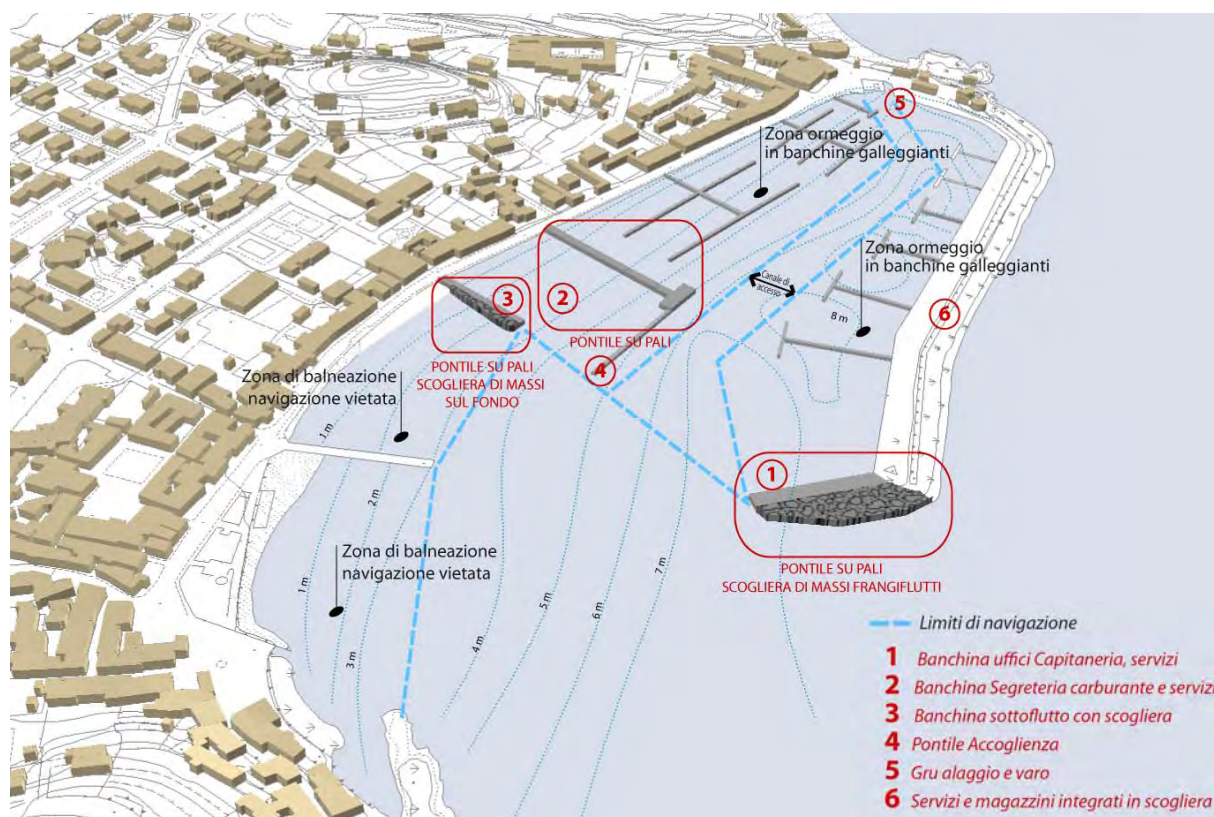 5
Zona ormeggio
in banchine galleggianti
Zona ormeggio
in banchine galleggianti
3
2
Canale di
accesso
8 m
6
PONTILE SU PALI
4
PONTILE SU PALI
SCOGLIERA DI MASSI
SUL FONDO
Zona di balneazione
navigazione vietata
1 m
2 m
1
Zona di balneazione
navigazione vietata
1 m
3 m
4 m
5 m
6 m
7 m
PONTILE SU PALI
SCOGLIERA DI MASSI FRANGIFLUTTI
Limiti di navigazione
1 Banchina uffici Capitaneria, servizi
2 Banchina Segreteria carburante e servizi
3 Banchina sottoflutto con scogliera
4 Pontile Accoglienza
5 Gru alaggio e varo
6 Servizi e magazzini integrati in scogliera